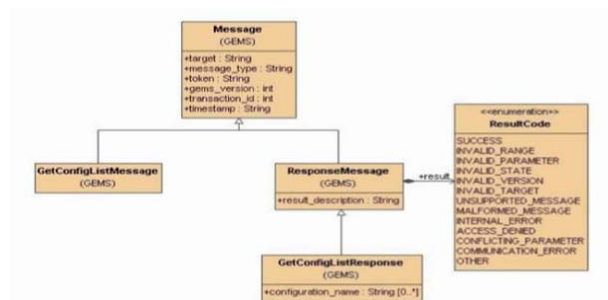 Message
(GEMS)
+target : String
+message_type : String
+token : String
+gems_version : int
+transaction_id : int
+timestamp : String
GetConfigListMessage
(GEMS)
ResponseMessage
(GEMS)
+result_description : String
+result
<<enumeration>>
ResultCode
SUCCESS
INVALID_RANGE
INVALID_PARAMETER
INVALID_STATE
INVALID_VERSION
INVALID_TARGET
UNSUPPORTED_MESSAGE
MALFORMED_MESSAGE
INTERNAL_ERROR
ACCESS_DENIED
CONFLICTING_PARAMETER
COMMUNICATION_ERROR
OTHER
GetConfigListResponse
(GEMS)
+configuration_name : String [0..*]